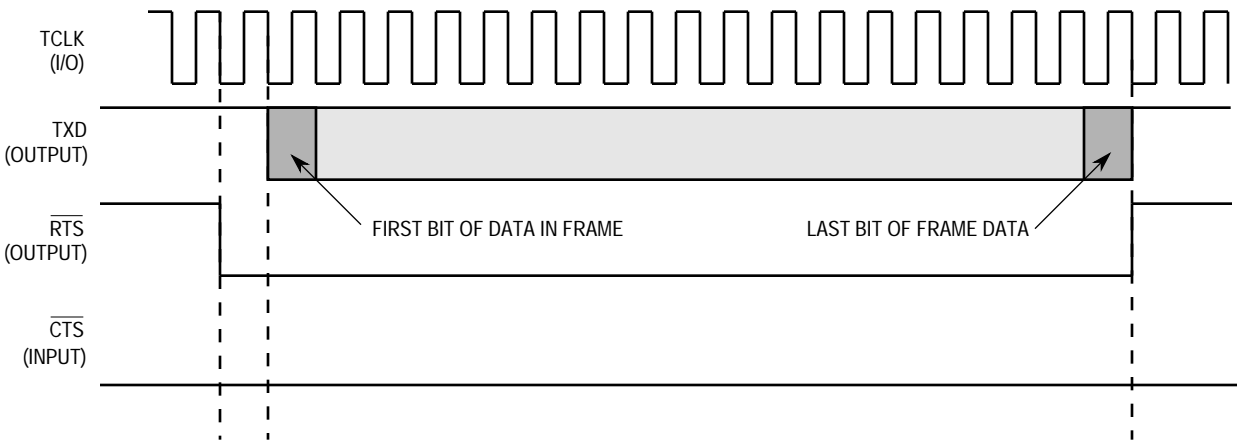 TCLK
(I/O)
TXD
(OUTPUT)
FIRST BIT OF DATA IN FRAME
LAST BIT OF FRAME DATA
RTS
(OUTPUT)
CTS
(INPUT)